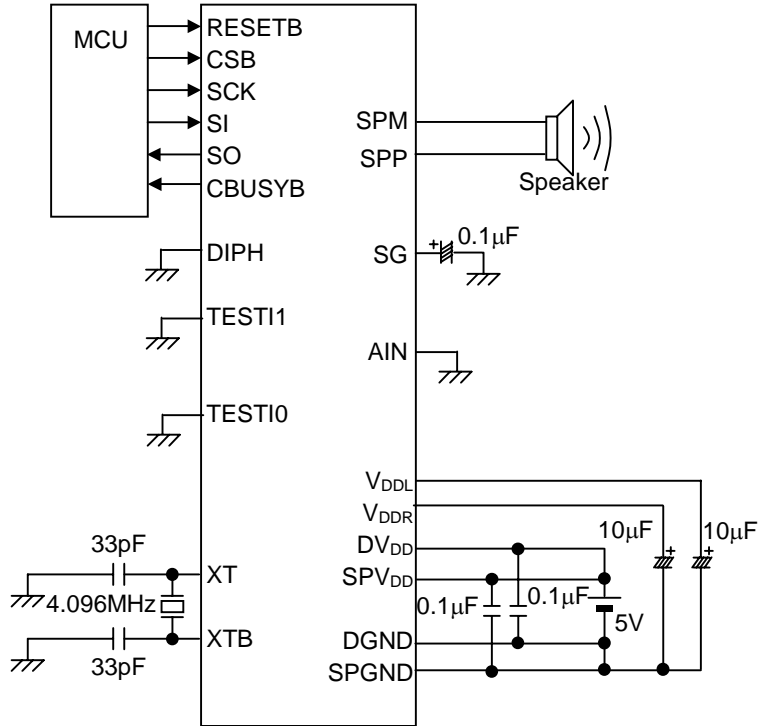 MCU
RESETB
CSB
SCK
SI
SO
CBUSYB
DIPH
TESTI1
TESTI0
33pF
XT
4.096MHz
XTB
33pF
SPM
SPP
Speaker
SG
0.1μF
AIN
VDDL
VDDR
10μF
10μF
DVDD
SPVDD
0.1μF
0.1μF
5V
DGND
SPGND